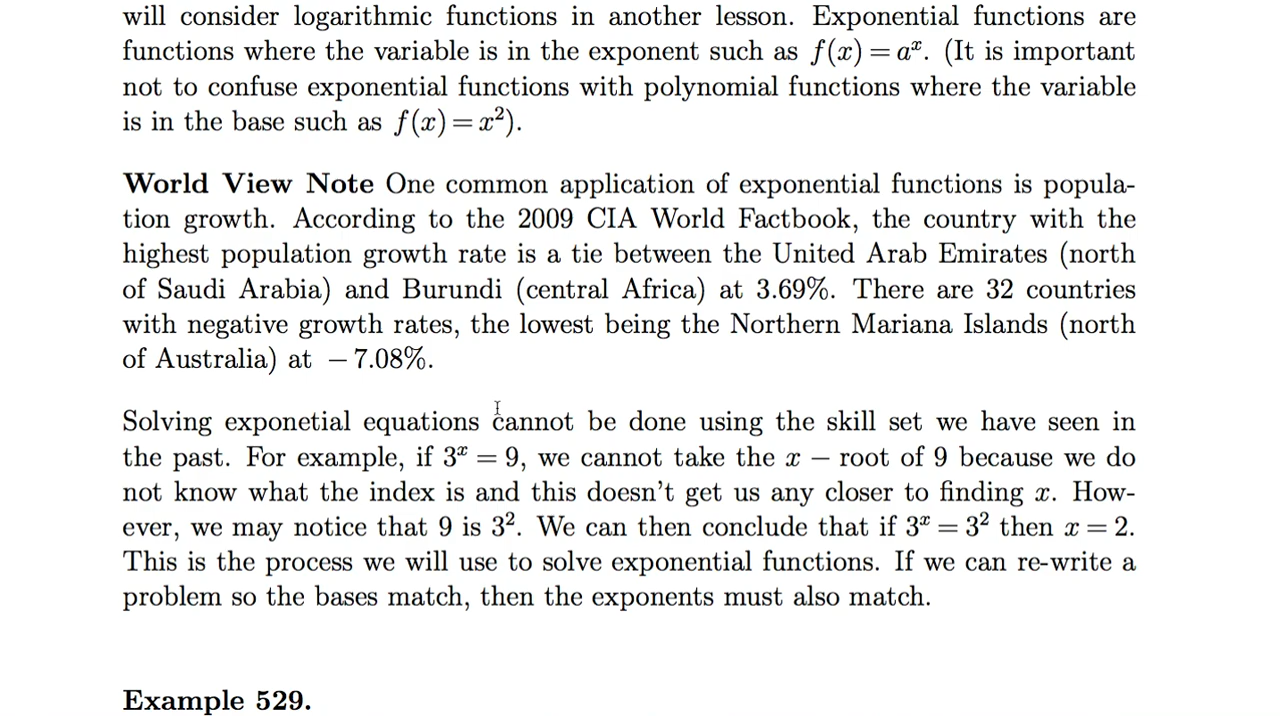 will consider logarithmic functions in another lesson. Exponential functions are
functions where the variable is in the exponent such as f(x) = aˣ. (It is important
not to confuse exponential functions with polynomial functions where the variable
is in the base such as f(x) = x²).
World View Note One common application of exponential functions is popula-
tion growth. According to the 2009 CIA World Factbook, the country with the
highest population growth rate is a tie between the United Arab Emirates (north
of Saudi Arabia) and Burundi (central Africa) at 3.69%. There are 32 countries
with negative growth rates, the lowest being the Northern Mariana Islands (north
of Australia) at − 7.08%.
Solving exponetial equations cannot be done using the skill set we have seen in
the past. For example, if 3ˣ = 9, we cannot take the x − root of 9 because we do
not know what the index is and this doesn't get us any closer to finding x. How-
ever, we may notice that 9 is 3². We can then conclude that if 3ˣ = 3² then x = 2.
This is the process we will use to solve exponential functions. If we can re-write a
problem so the bases match, then the exponents must also match.
Example 529.